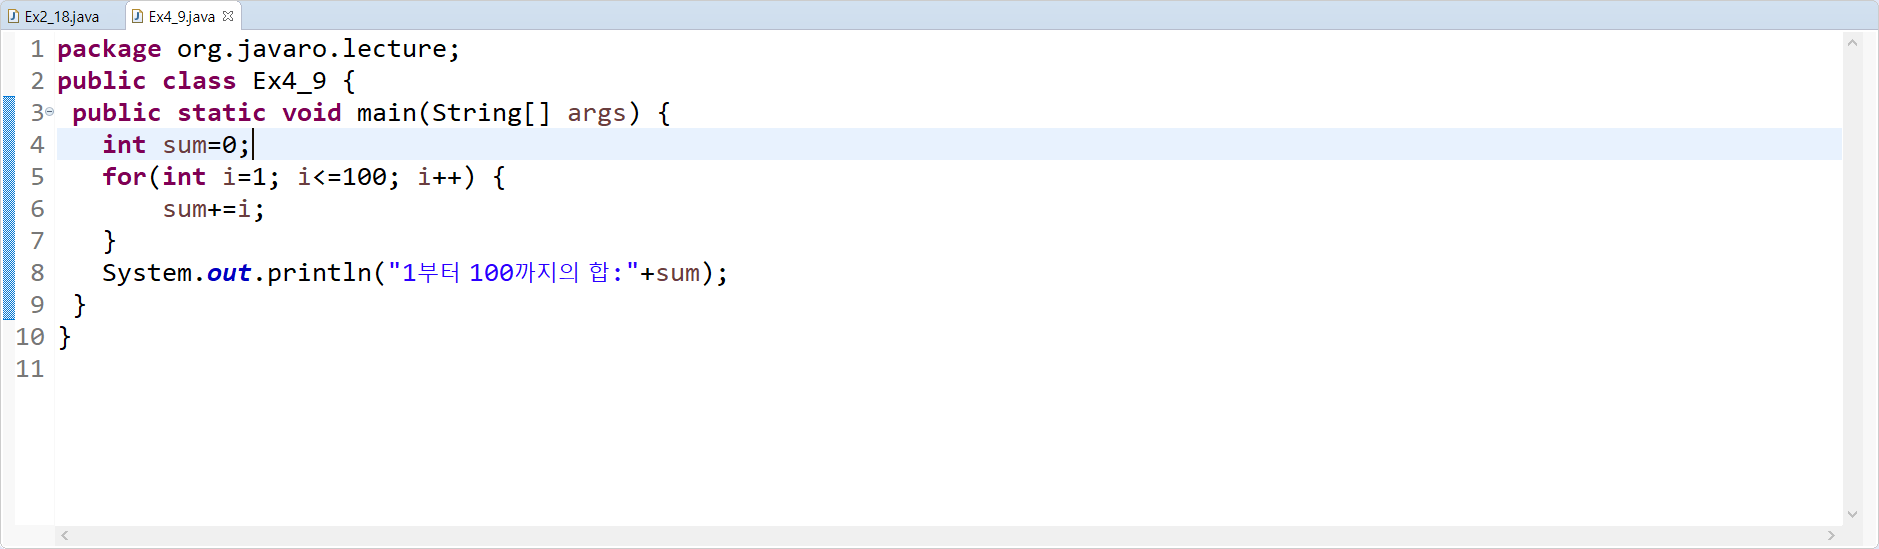 Ex2_18.java Ex4_9.java
1 package org.javaro.lecture;
2 public class Ex4_9 {
3 public static void main(String[] args) {
4 int sum=0;
5 for(int i=1; i<=100; i++) {
6 sum+=i;
7 }
8 System.out.println("1부터 100까지의 합:"+sum);
9 }
10 }
11